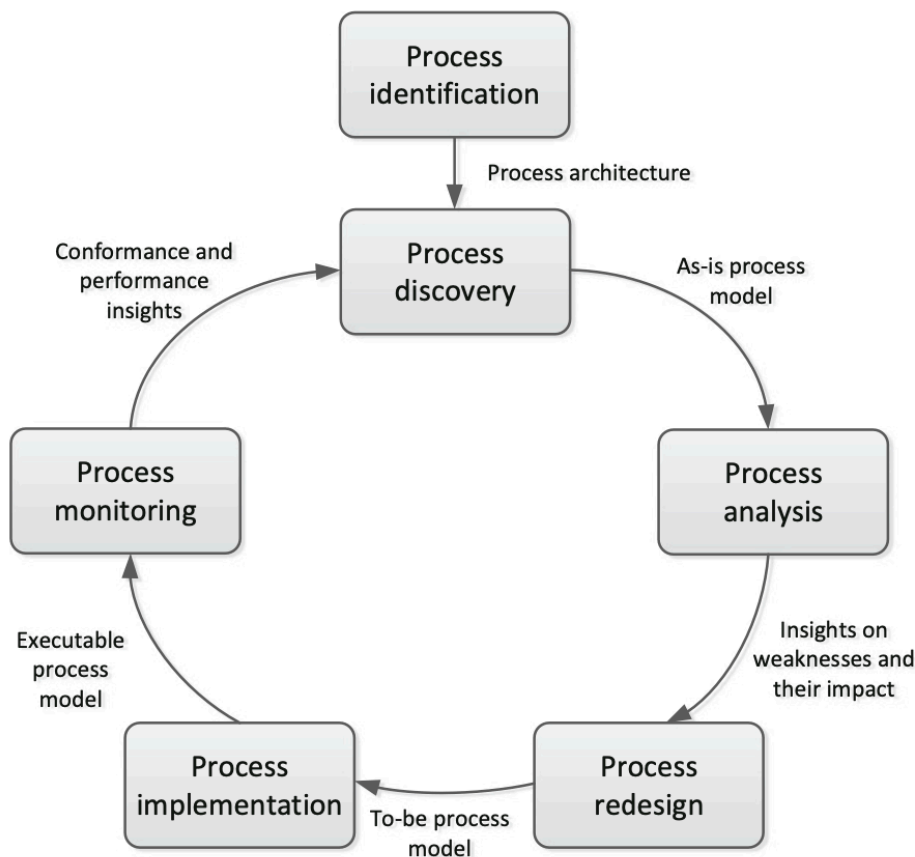 Process
identification
Process architecture
Process
discovery
As-is process
model
Process
analysis
Insights on
weaknesses and
their impact
Process
redesign
To-be process
model
Process
implementation
Executable
process
model
Process
monitoring
Conformance and
performance
insights